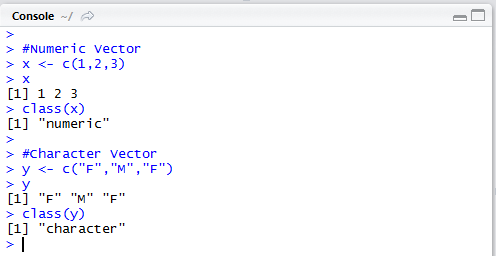 Console ~/
>
> #Numeric Vector
> x <- c(1,2,3)
> x
[1] 1 2 3
> class(x)
[1] "numeric"
>
> #Character Vector
> y <- c("F","M","F")
> y
[1] "F" "M" "F"
> class(y)
[1] "character"
>